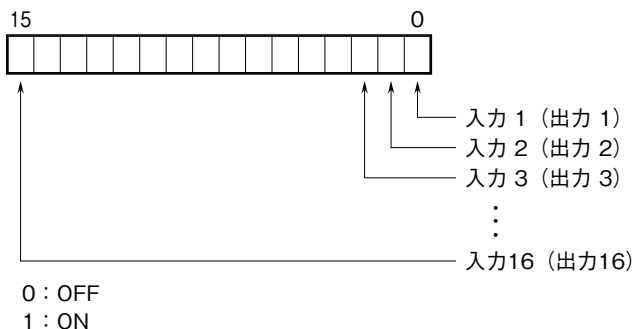 15 0
入力 1（出力 1）
入力 2（出力 2）
入力 3（出力 3）
⋮
入力16（出力16）
0：OFF
1：ON